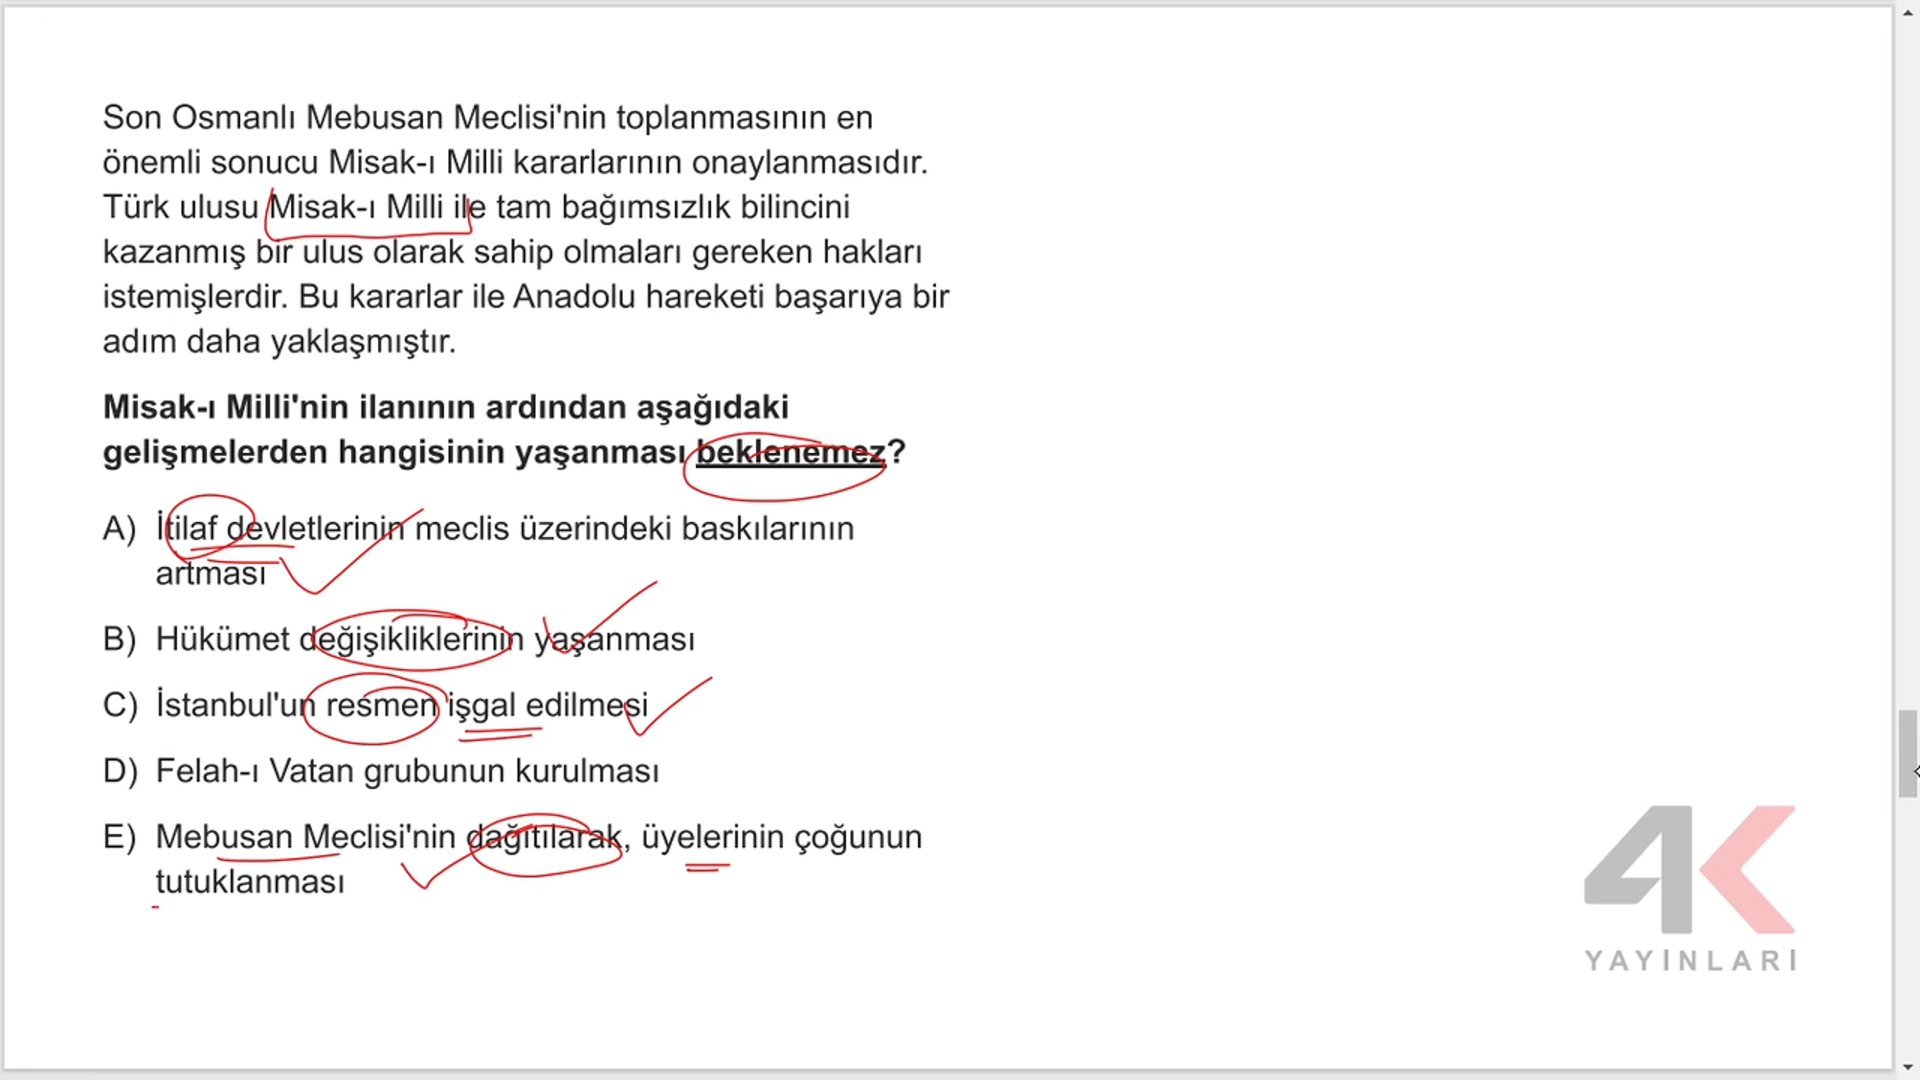 Son Osmanlı Mebusan Meclisi'nin toplanmasının en
önemli sonucu Misak-ı Milli kararlarının onaylanmasıdır.
Türk ulusu Misak-ı Milli ile tam bağımsızlık bilincini
kazanmış bir ulus olarak sahip olmaları gereken hakları
istemişlerdir. Bu kararlar ile Anadolu hareketi başarıya bir
adım daha yaklaşmıştır.
Misak-ı Milli'nin ilanının ardından aşağıdaki
gelişmelerden hangisinin yaşanması beklenemez?
A) İtilaf devletlerinin meclis üzerindeki baskılarının
artması
B) Hükümet değişikliklerinin yaşanması
C) İstanbul'un resmen işgal edilmesi
D) Felah-ı Vatan grubunun kurulması
E) Mebusan Meclisi'nin dağıtılarak, üyelerinin çoğunun
tutuklanması
4K
YAYINLARI